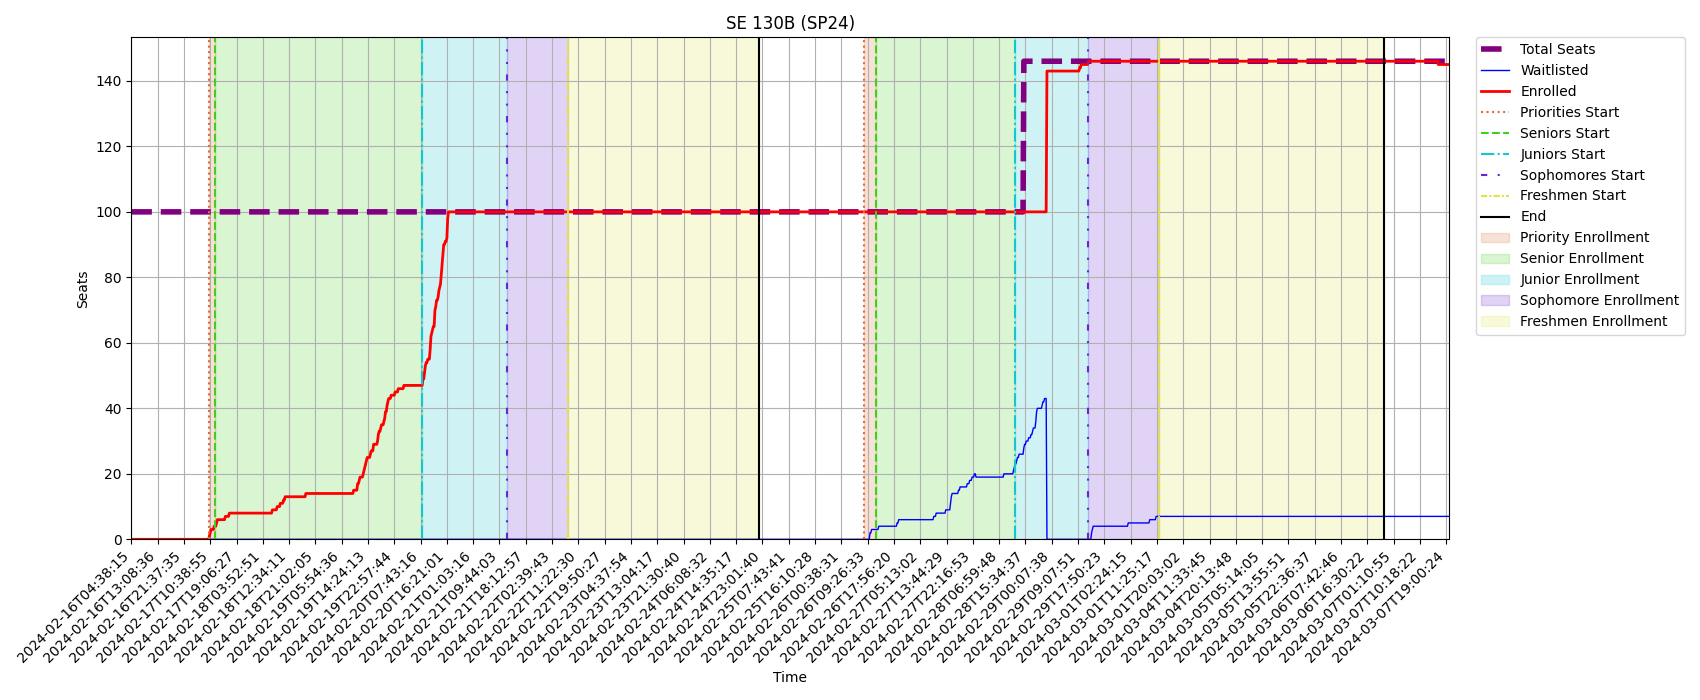 SE 130B (SP24)
Seats
140
120
100
80
60
40
20
0
2024-02-16T04:38:15
2024-02-16T13:08:36
2024-02-16T21:37:35
2024-02-17T10:38:55
2024-02-17T19:06:27
2024-02-18T03:52:51
2024-02-18T12:34:11
2024-02-18T21:02:05
2024-02-19T05:54:36
2024-02-19T14:24:13
2024-02-19T22:57:44
2024-02-20T07:43:16
2024-02-20T16:21:01
2024-02-21T01:03:16
2024-02-21T09:44:03
2024-02-21T18:12:57
2024-02-22T02:39:43
2024-02-22T11:22:30
2024-02-22T19:50:27
2024-02-23T04:37:54
2024-02-23T13:04:17
2024-02-23T21:30:40
2024-02-24T06:08:32
2024-02-24T14:35:17
2024-02-24T23:01:40
2024-02-25T07:43:41
2024-02-25T16:10:28
2024-02-26T00:38:31
2024-02-26T09:26:33
2024-02-26T17:56:20
2024-02-27T05:13:02
2024-02-27T13:44:29
2024-02-27T22:16:53
2024-02-28T06:59:48
2024-02-28T15:34:37
2024-02-29T00:07:38
2024-02-29T09:07:51
2024-02-29T17:50:23
2024-03-01T02:24:15
2024-03-01T11:25:17
2024-03-01T20:03:02
2024-03-04T11:33:45
2024-03-04T20:13:48
2024-03-05T05:14:05
2024-03-05T13:55:51
2024-03-05T22:36:37
2024-03-06T07:42:46
2024-03-06T16:30:22
2024-03-07T01:10:55
2024-03-07T10:18:22
2024-03-07T19:00:24
Time
Total Seats
Waitlisted
Enrolled
Priorities Start
Seniors Start
Juniors Start
Sophomores Start
Freshmen Start
End
Priority Enrollment
Senior Enrollment
Junior Enrollment
Sophomore Enrollment
Freshmen Enrollment